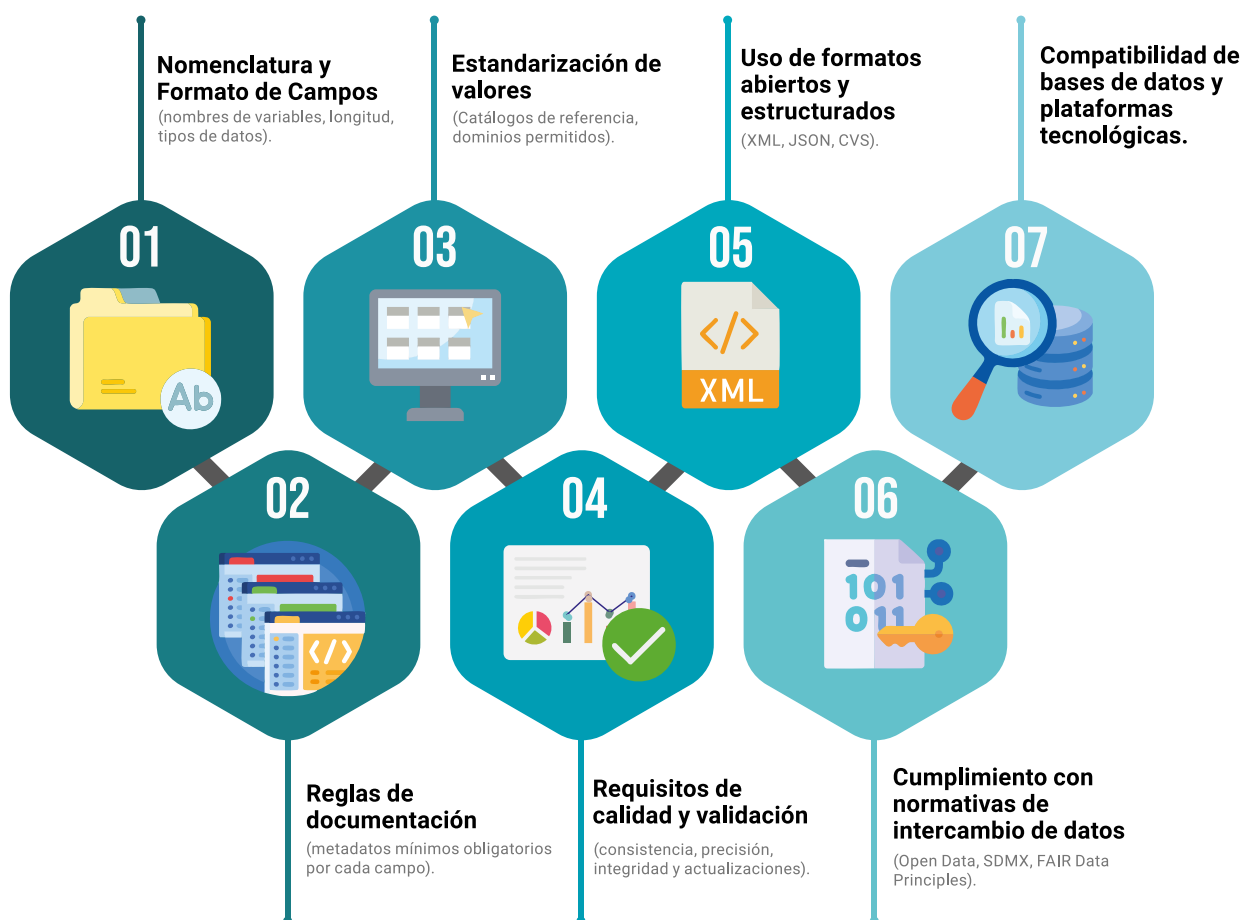 01
Nomenclatura y
Formato de Campos
(nombres de variables, longitud,
tipos de datos).
Ab
02
Reglas de
documentación
(metadatos mínimos obligatorios
por cada campo).
</>
03
Estandarización de
valores
(Catálogos de referencia,
dominios permitidos).
04
Requisitos de
calidad y validación
(consistencia, precisión,
integridad y actualizaciones).
05
Uso de formatos
abiertos y
estructurados
(XML, JSON, CVS).
</>
XML
06
Cumplimiento con
normativas de
intercambio de datos
(Open Data, SDMX, FAIR Data
Principles).
101
011
07
Compatibilidad de
bases de datos y
plataformas
tecnológicas.